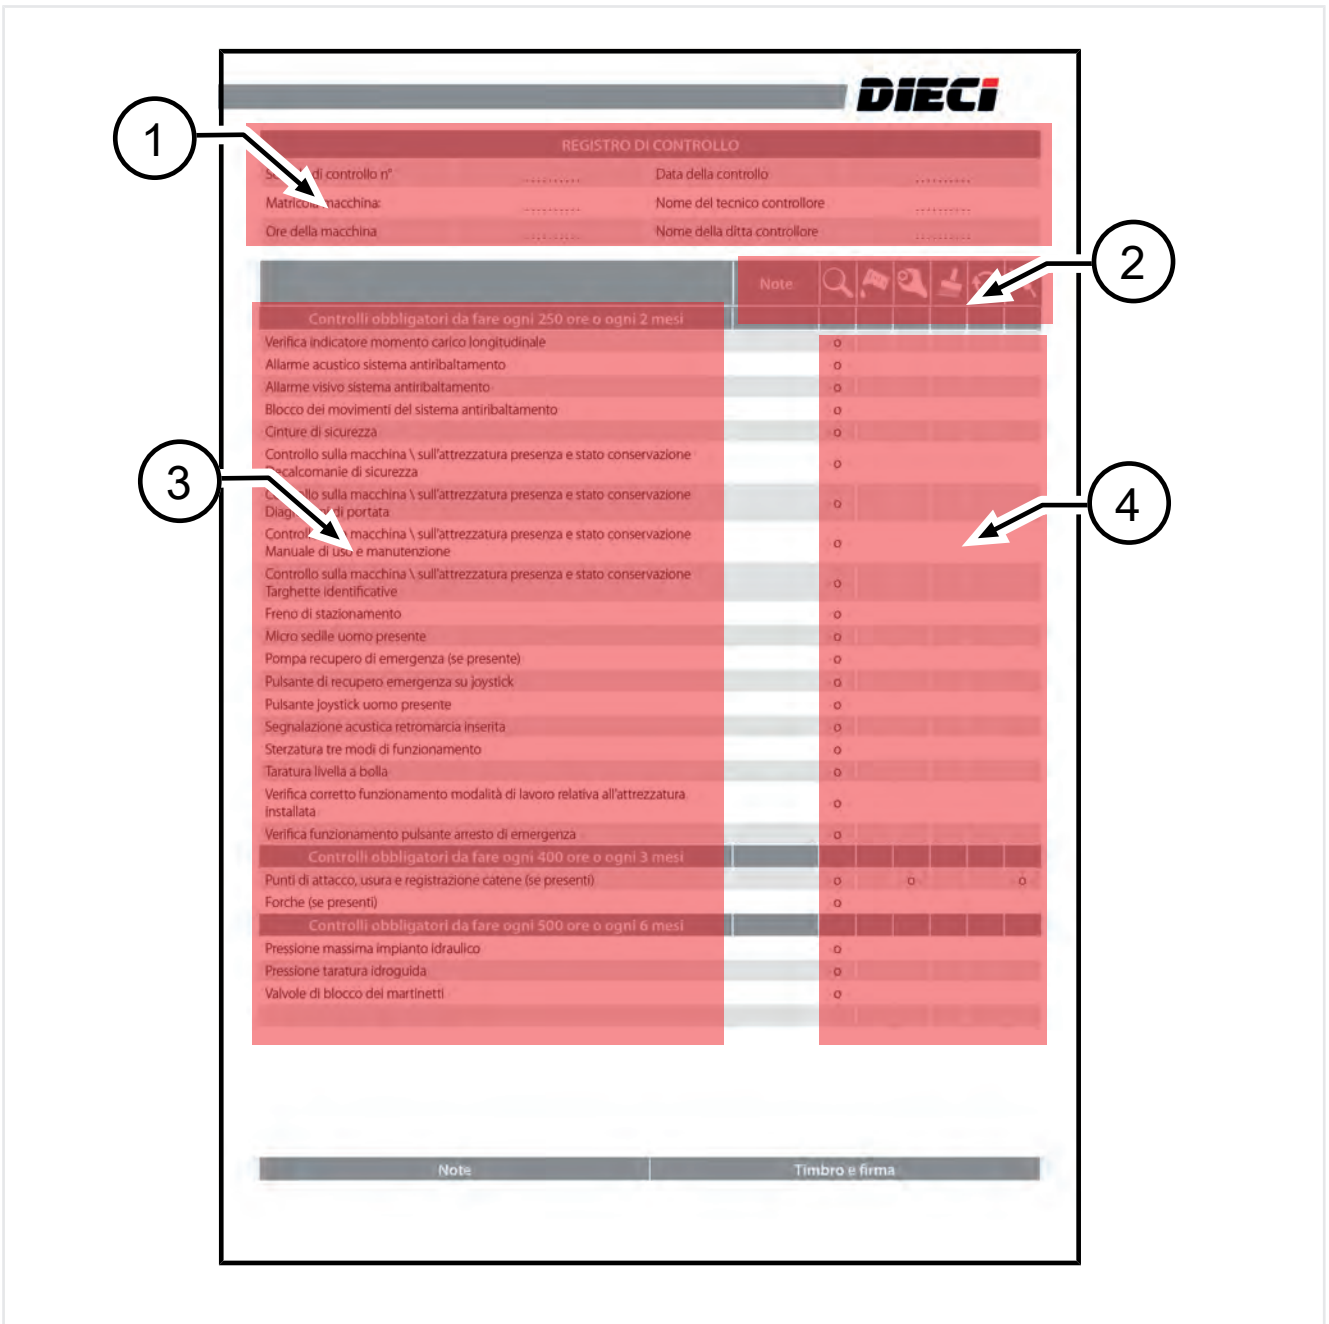 DIECI
1
REGISTRO DI CONTROLLO
di controllo n° .......... Data della controllo ..........
Matricola macchina: .......... Nome del tecnico controllore ..........
Ore della macchina .......... Nome della ditta controllore ..........
2
Note
Controlli obbligatori da fare ogni 250 ore o ogni 2 mesi
Verifica indicatore momento carico longitudinale o
Allarme acustico sistema antiribaltamento o
Allarme visivo sistema antiribaltamento o
Blocco dei movimenti del sistema antiribaltamento o
Cinture di sicurezza o
Controllo sulla macchina \ sull'attrezzatura presenza e stato conservazione
Decalcomanie di sicurezza o
3
4
Controllo sulla macchina \ sull'attrezzatura presenza e stato conservazione
di portata o
Controllo macchina \ sull'attrezzatura presenza e stato conservazione
Manuale di uso e manutenzione o
Controllo sulla macchina \ sull'attrezzatura presenza e stato conservazione
Targhette identificative o
Freno di stazionamento o
Micro sedile uomo presente o
Pompa recupero di emergenza (se presente) o
Pulsante di recupero emergenza su joystick o
Pulsante joystick uomo presente o
Segnalazione acustica retromarcia inserita o
Sterzatura tre modi di funzionamento o
Taratura livella a bolla o
Verifica corretto funzionamento modalità di lavoro relativa all'attrezzatura
installata o
Verifica funzionamento pulsante arresto di emergenza o
Controlli obbligatori da fare ogni 400 ore o ogni 3 mesi
Punti di attacco, usura e registrazione catene (se presenti) o o o
Forche (se presenti) o
Controlli obbligatori da fare ogni 500 ore o ogni 6 mesi
Pressione massima impianto idraulico o
Pressione taratura idroguida o
Valvole di blocco dei martinetti o
Note Timbro e firma